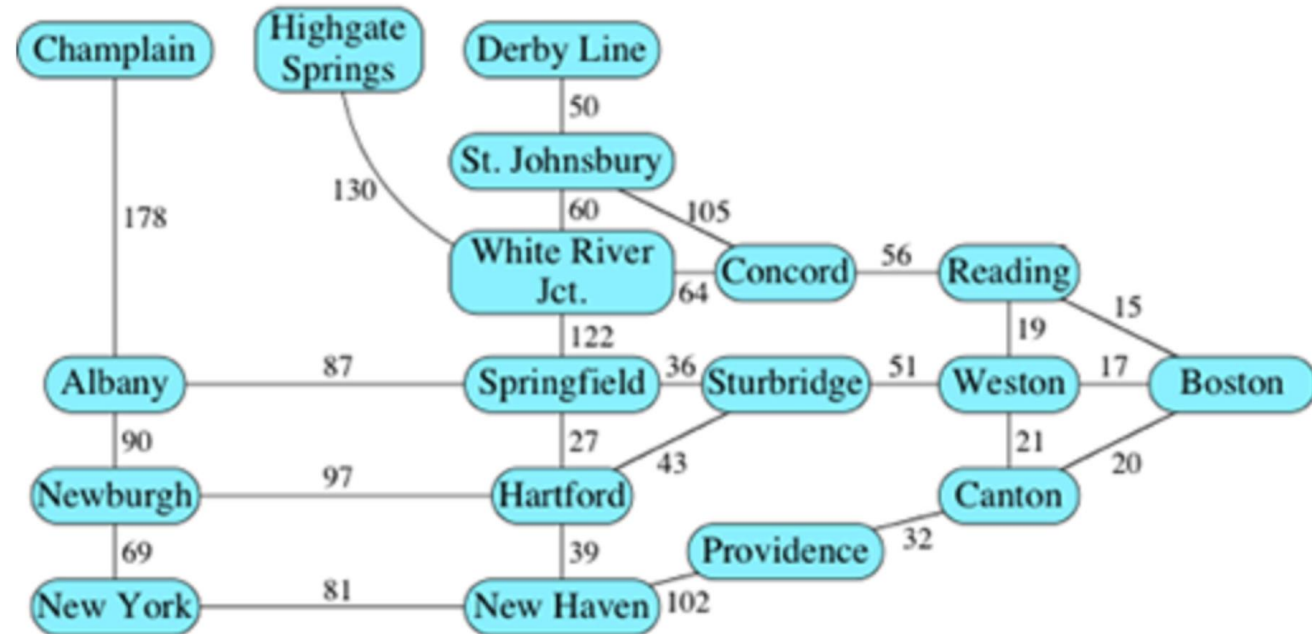 Champlain
Highgate
Springs
Derby Line
50
St. Johnsbury
130
178
60
105
White River
Jct.
64
Concord
56
Reading
15
19
122
Albany
87
Springfield
36
Sturbridge
51
Weston
17
Boston
90
27
43
21
20
Newburgh
97
Hartford
Canton
69
39
Providence
32
New York
81
New Haven
102